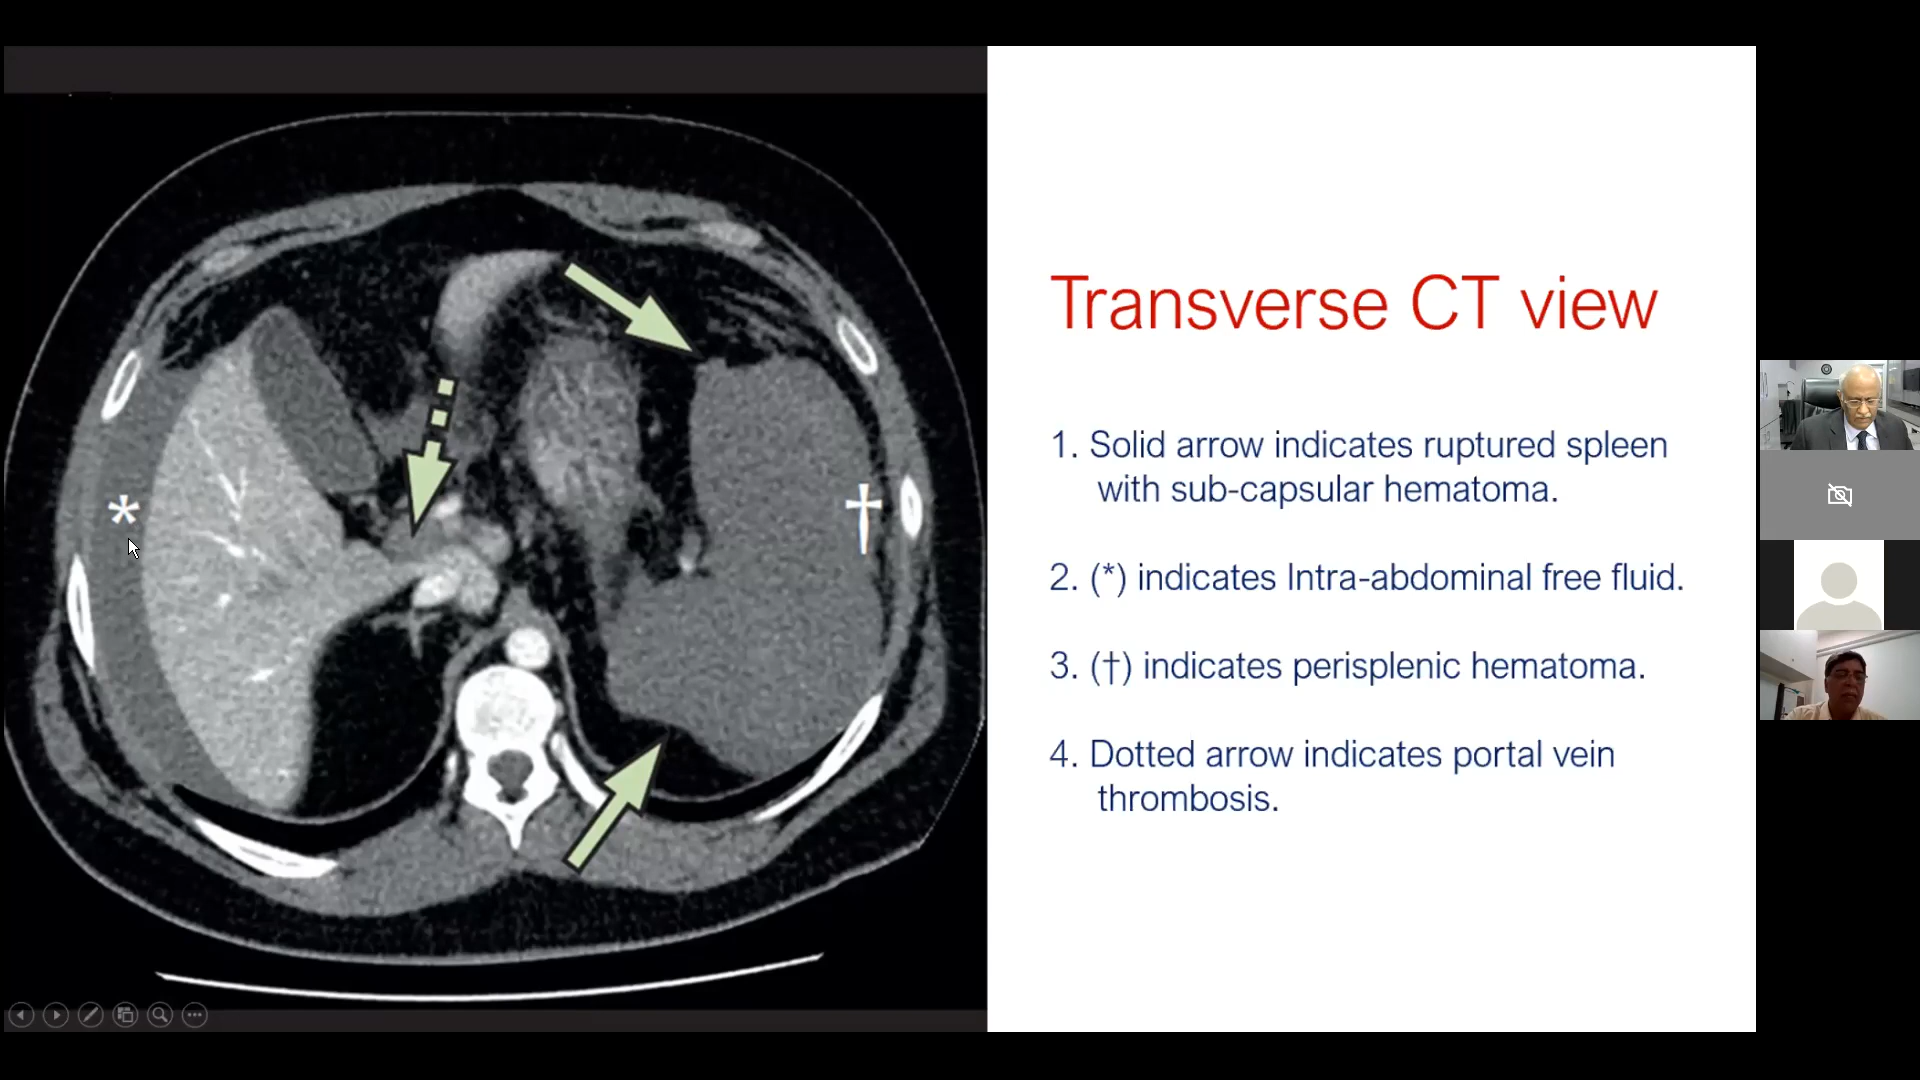 *
†
Transverse CT view
1. Solid arrow indicates ruptured spleen
with sub-capsular hematoma.
2. (*) indicates Intra-abdominal free fluid.
3. (†) indicates perisplenic hematoma.
4. Dotted arrow indicates portal vein
thrombosis.